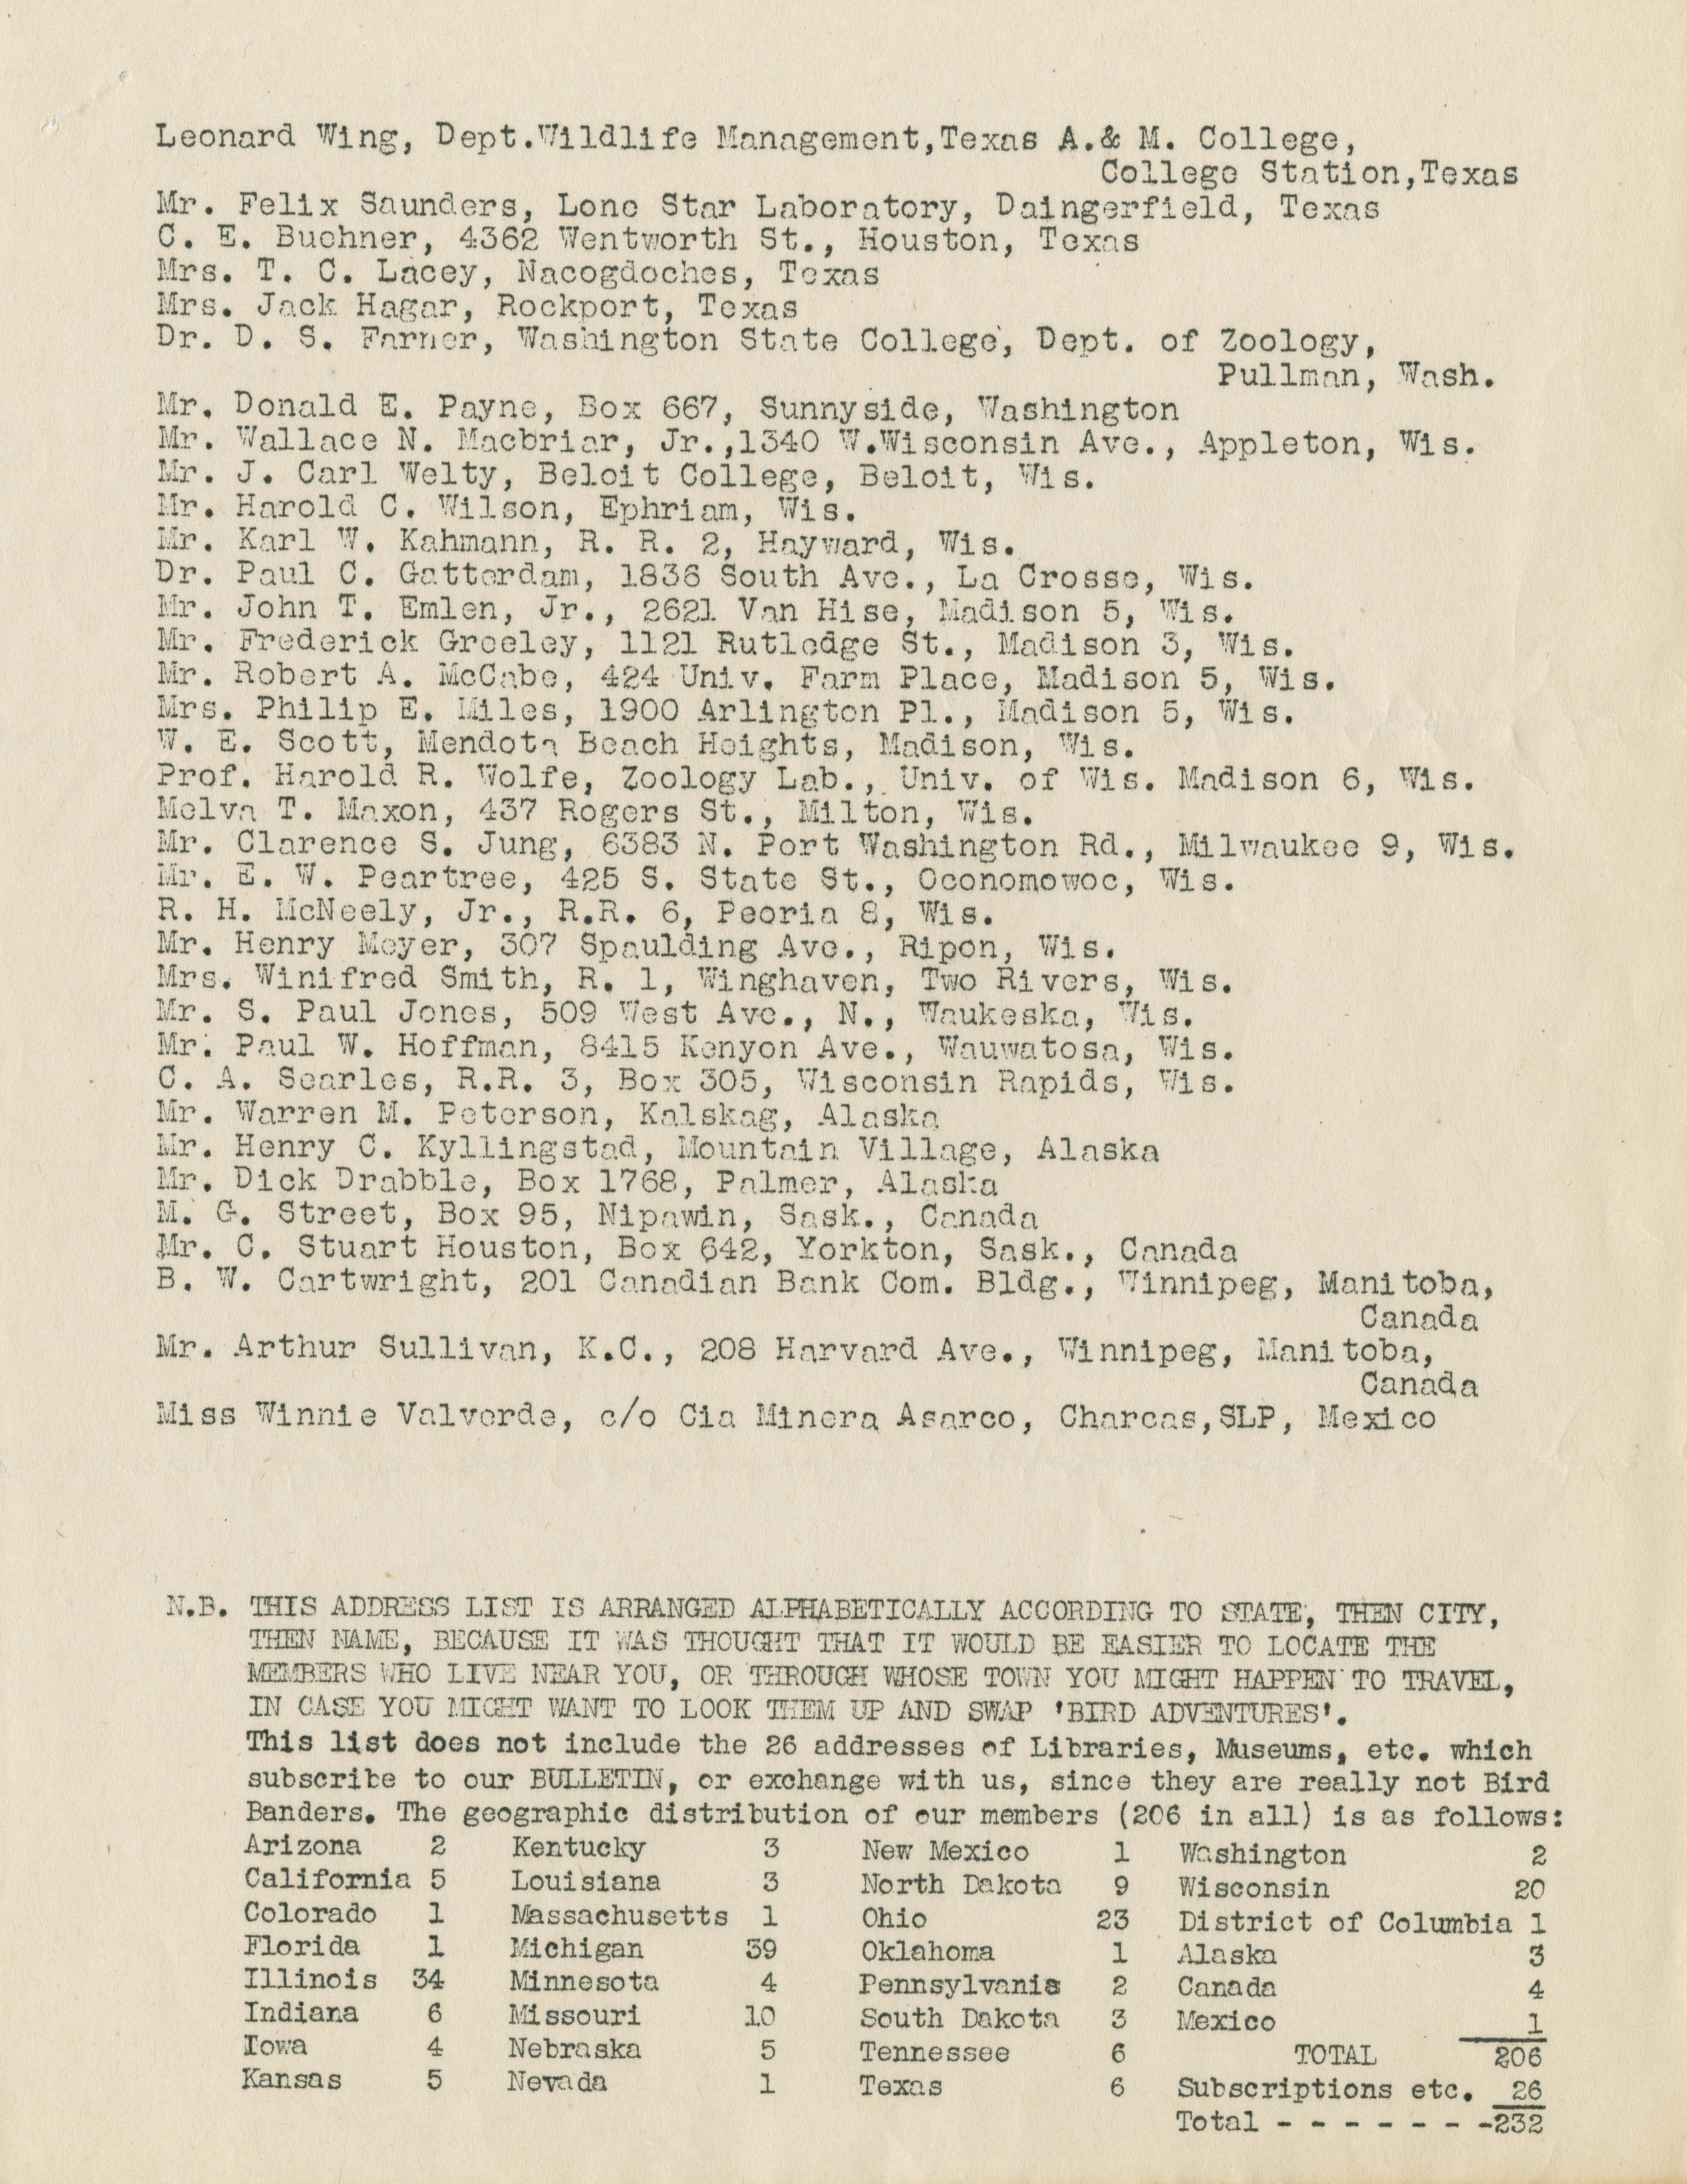 Leonard Wing, Dept.Wildlife Management,Texas A.& M. College,
College Station,Texas
Mr. Felix Saunders, Lone Star Laboratory, Daingerfield, Texas
C. E. Buchner, 4362 Wentworth St., Houston, Texas
Mrs. T. C. Lacey, Nacogdoches, Texas
Mrs. Jack Hagar, Rockport, Texas
Dr. D. S. Farner, Washington State College, Dept. of Zoology,
Pullman, Wash.
Mr. Donald E. Payne, Box 667, Sunnyside, Washington
Mr. Wallace N. Macbriar, Jr.,1340 W.Wisconsin Ave., Appleton, Wis.
Mr. J. Carl Welty, Beloit College, Beloit, Wis.
Mr. Harold C. Wilson, Ephriam, Wis.
Mr. Karl W. Kahmann, R. R. 2, Hayward, Wis.
Dr. Paul C. Gatterdam, 1836 South Ave., La Crosse, Wis.
Mr. John T. Emlen, Jr., 2621 Van Hise, Madison 5, Wis.
Mr. Frederick Greeley, 1121 Rutledge St., Madison 3, Wis.
Mr. Robert A. McCabe, 424 Univ. Farm Place, Madison 5, Wis.
Mrs. Philip E. Miles, 1900 Arlington Pl., Madison 5, Wis.
W. E. Scott, Mendota Beach Heights, Madison, Wis.
Prof. Harold R. Wolfe, Zoology Lab., Univ. of Wis. Madison 6, Wis.
Melva T. Maxon, 437 Rogers St., Milton, Wis.
Mr. Clarence S. Jung, 6383 N. Port Washington Rd., Milwaukee 9, Wis.
Mr. E. W. Peartree, 425 S. State St., Oconomowoc, Wis.
R. H. McNeely, Jr., R.R. 6, Peoria 8, Wis.
Mr. Henry Meyer, 307 Spaulding Ave., Ripon, Wis.
Mrs. Winifred Smith, R. 1, Winghaven, Two Rivers, Wis.
Mr. S. Paul Jones, 509 West Ave., N., Waukeska, Wis.
Mr. Paul W. Hoffman, 8415 Kenyon Ave., Wauwatosa, Wis.
C. A. Searles, R.R. 3, Box 305, Wisconsin Rapids, Wis.
Mr. Warren M. Peterson, Kalskag, Alaska
Mr. Henry C. Kyllingstad, Mountain Village, Alaska
Mr. Dick Drabble, Box 1768, Palmer, Alaska
M. G. Street, Box 95, Nipawin, Sask., Canada
Mr. C. Stuart Houston, Box 642, Yorkton, Sask., Canada
B. W. Cartwright, 201 Canadian Bank Com. Bldg., Winnipeg, Manitoba,
Canada
Mr. Arthur Sullivan, K.C., 208 Harvard Ave., Winnipeg, Manitoba,
Canada
Miss Winnie Valverde, c/o Cia Minera Asarco, Charcas,SLP, Mexico
N.B. THIS ADDRESS LIST IS ARRANGED ALPHABETICALLY ACCORDING TO STATE, THEN CITY,
THEN NAME, BECAUSE IT WAS THOUGHT THAT IT WOULD BE EASIER TO LOCATE THE
MEMBERS WHO LIVE NEAR YOU, OR THROUGH WHOSE TOWN YOU MIGHT HAPPEN TO TRAVEL,
IN CASE YOU MIGHT WANT TO LOOK THEM UP AND SWAP 'BIRD ADVENTURES'.
This list does not include the 26 addresses of Libraries, Museums, etc. which
subscribe to our BULLETIN, or exchange with us, since they are really not Bird
Banders. The geographic distribution of our members (206 in all) is as follows:
Arizona 2 Kentucky 3 New Mexico 1 Washington 2
California 5 Louisiana 3 North Dakota 9 Wisconsin 20
Colorado 1 Massachusetts 1 Ohio 23 District of Columbia 1
Florida 1 Michigan 39 Oklahoma 1 Alaska 3
Illinois 34 Minnesota 4 Pennsylvania 2 Canada 4
Indiana 6 Missouri 10 South Dakota 3 Mexico 1
Iowa 4 Nebraska 5 Tennessee 6 TOTAL 206
Kansas 5 Nevada 1 Texas 6 Subscriptions etc. 26
Total - - - - - - -232